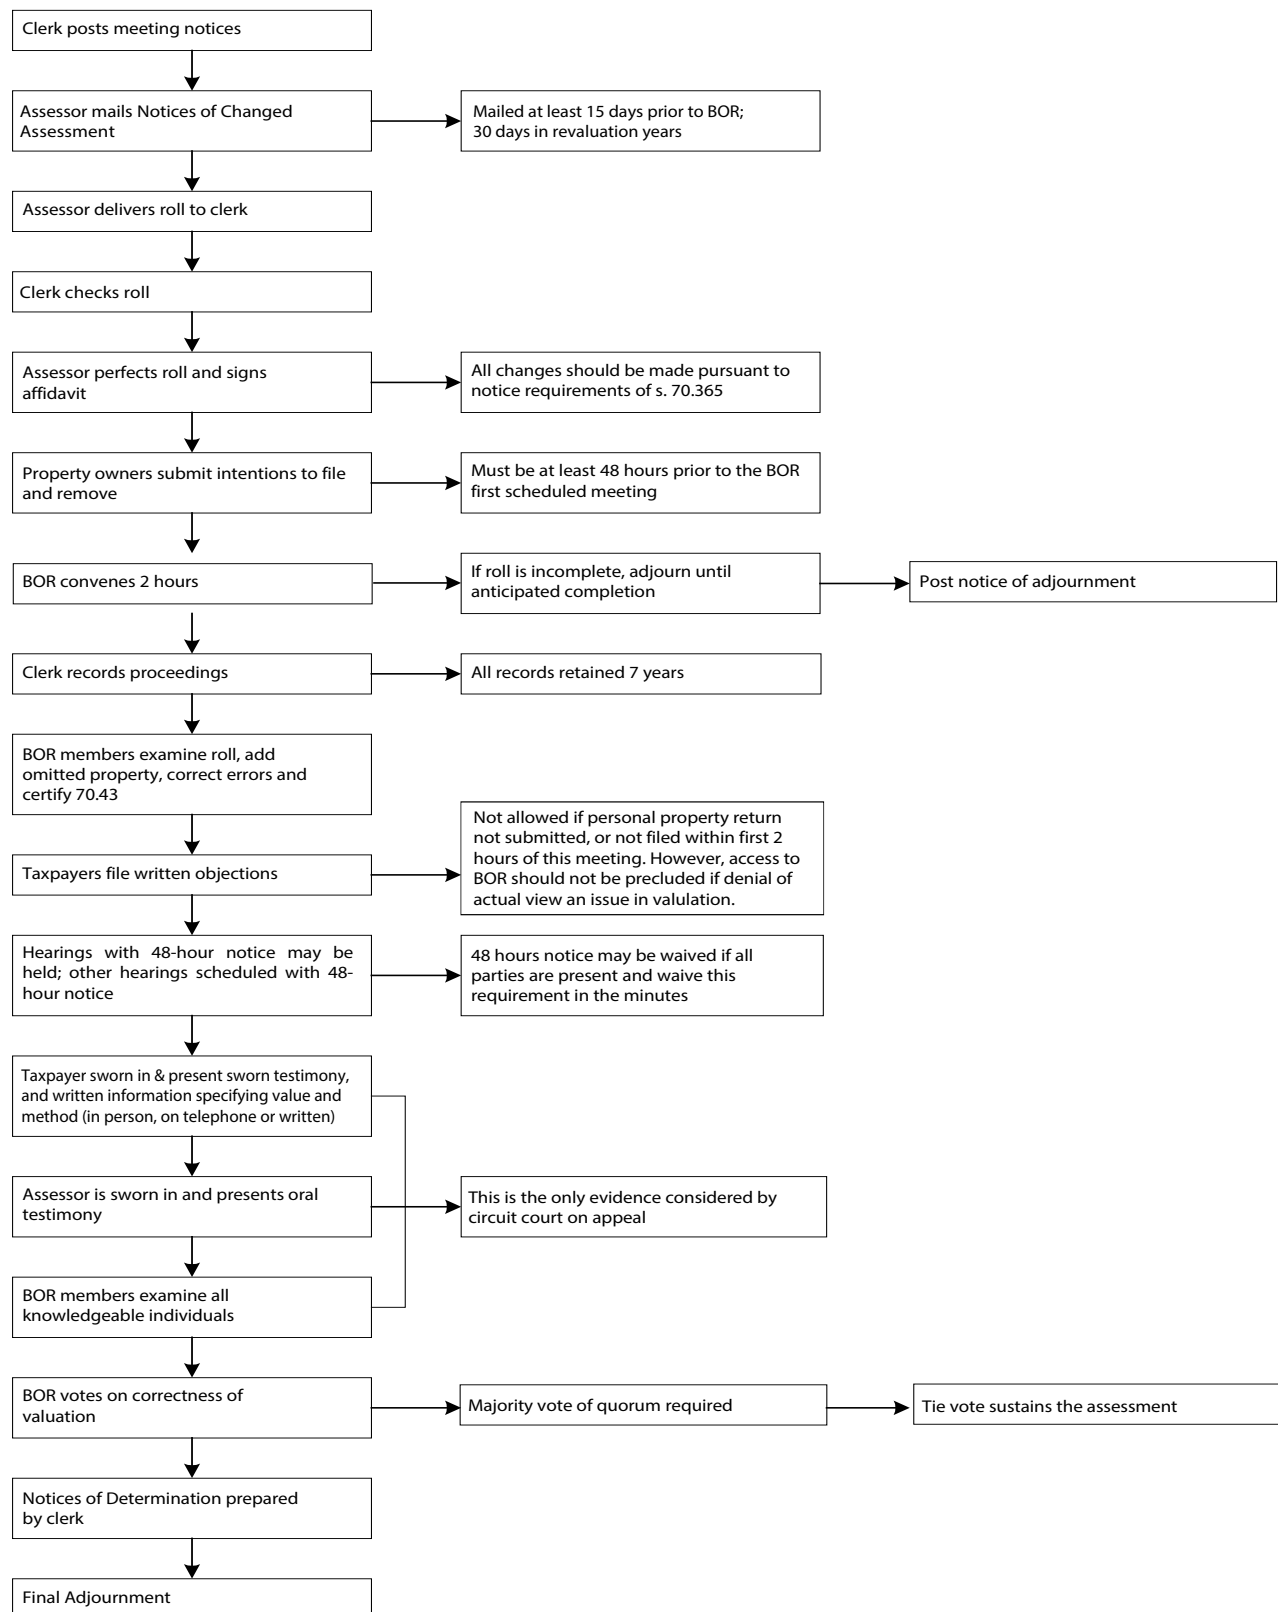 Clerk posts meeting notices
Assessor mails Notices of Changed
Assessment
Mailed at least 15 days prior to BOR;
30 days in revaluation years
Assessor delivers roll to clerk
Clerk checks roll
Assessor perfects roll and signs
affidavit
All changes should be made pursuant to
notice requirements of s. 70.365
Property owners submit intentions to file
and remove
Must be at least 48 hours prior to the BOR
first scheduled meeting
BOR convenes 2 hours
If roll is incomplete, adjourn until
anticipated completion
Post notice of adjournment
Clerk records proceedings
All records retained 7 years
BOR members examine roll, add
omitted property, correct errors and
certify 70.43
Taxpayers file written objections
Not allowed if personal property return
not submitted, or not filed within first 2
hours of this meeting. However, access to
BOR should not be precluded if denial of
actual view an issue in valulation.
Hearings with 48-hour notice may be
held; other hearings scheduled with 48-
hour notice
48 hours notice may be waived if all
parties are present and waive this
requirement in the minutes
Taxpayer sworn in & present sworn testimony,
and written information specifying value and
method (in person, on telephone or written)
Assessor is sworn in and presents oral
testimony
This is the only evidence considered by
circuit court on appeal
BOR members examine all
knowledgeable individuals
BOR votes on correctness of
valuation
Majority vote of quorum required
Tie vote sustains the assessment
Notices of Determination prepared
by clerk
Final Adjournment